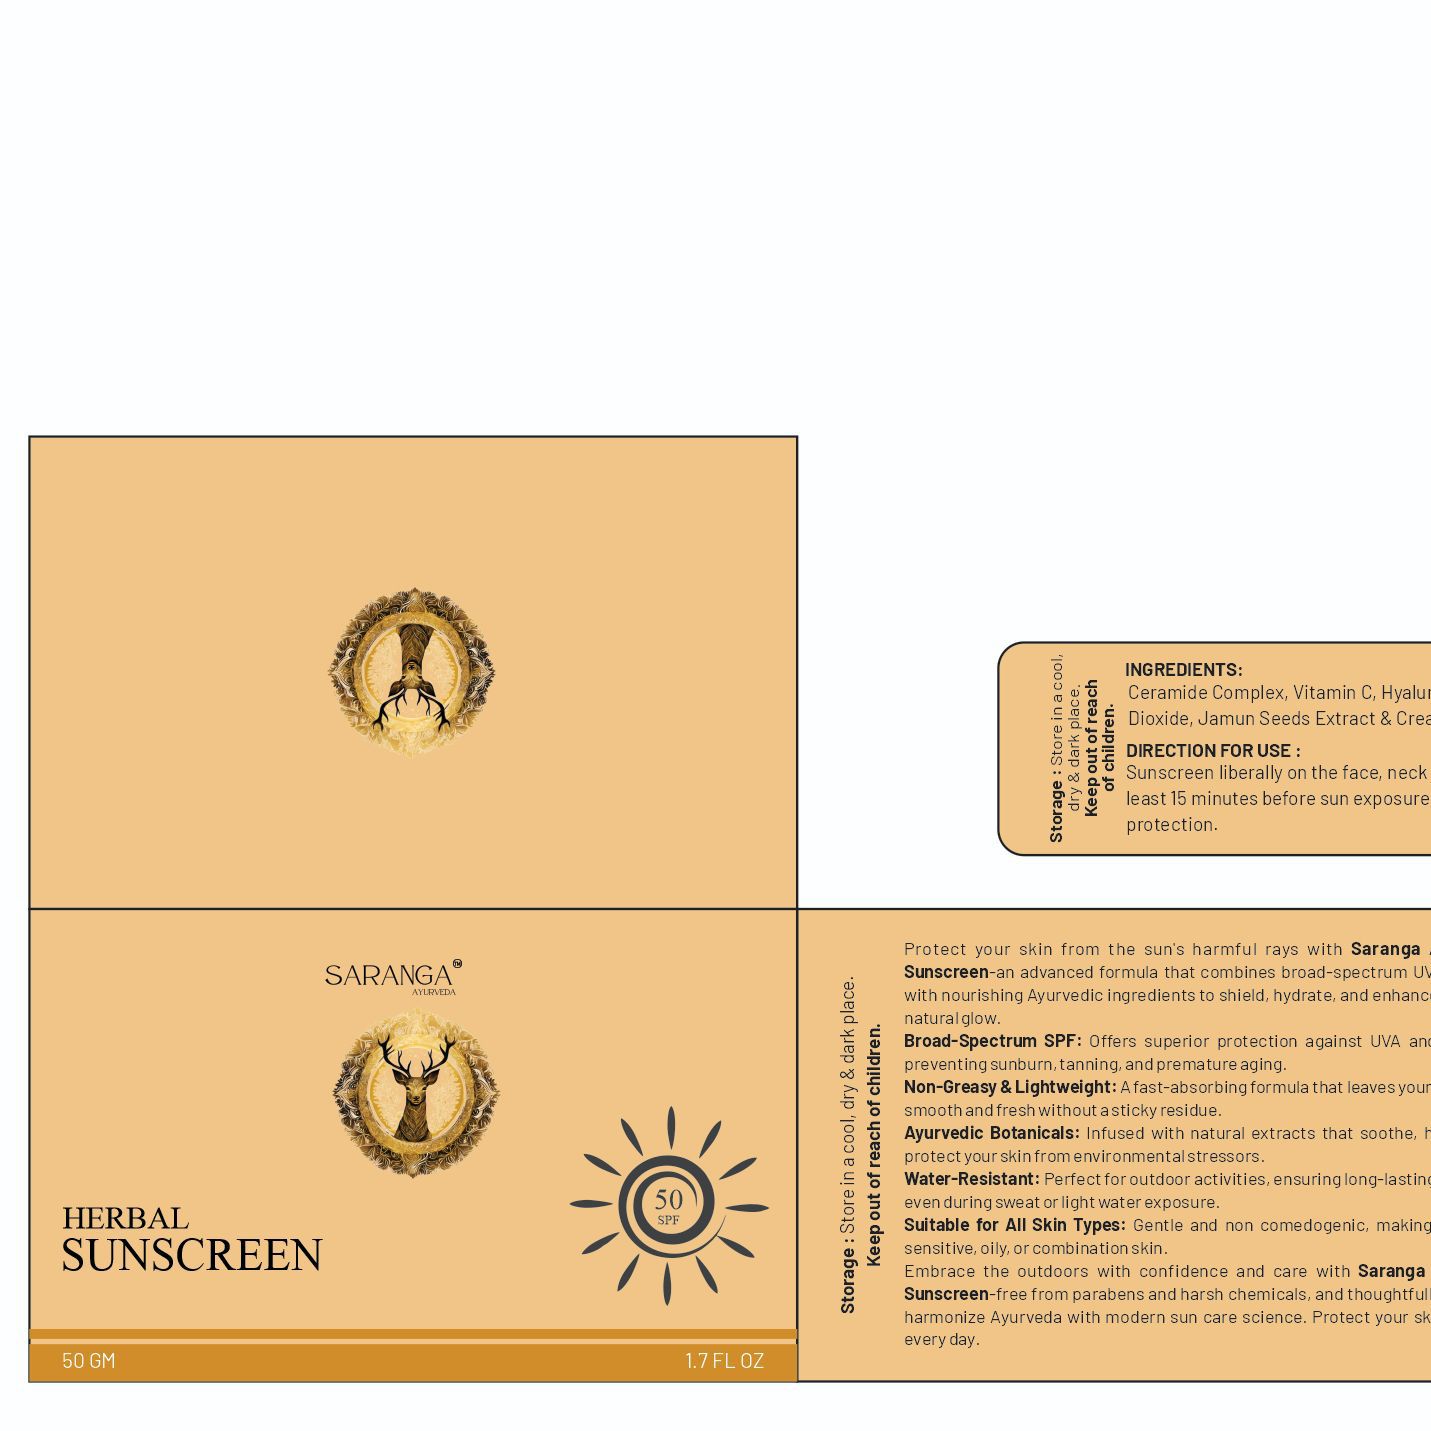 SARANGA™
AYURVEDA
HERBAL
SUNSCREEN
50
SPF
50 GM
1.7 FL OZ
Storage : Store in a cool,
dry & dark place.
Keep out of reach
of children.
INGREDIENTS:
Ceramide Complex, Vitamin C,
Dioxide, Jamun Seeds Extract &
DIRECTION FOR USE :
Sunscreen liberally on the face, neck
least 15 minutes before sun exposure
protection.
Storage : Store in a cool, dry & dark place.
Keep out of reach of children.
Protect your skin from the sun's harmful rays with Saranga
Sunscreen-an advanced formula that combines broad-spectrum
with nourishing Ayurvedic ingredients to shield, hydrate, and
natural glow.
Broad-Spectrum SPF: Offers superior protection against UVA
preventing sunburn, tanning, and premature aging.
Non-Greasy & Lightweight: A fast-absorbing formula that leaves your
smooth and fresh without a sticky residue.
Ayurvedic Botanicals: Infused with natural extracts that soothe,
protect your skin from environmental stressors.
Water-Resistant: Perfect for outdoor activities, ensuring long-lasting
even during sweat or light water exposure.
Suitable for All Skin Types: Gentle and non comedogenic, making
sensitive, oily, or combination skin.
Embrace the outdoors with confidence and care with Saranga
Sunscreen-free from parabens and harsh chemicals, and
harmonize Ayurveda with modern sun care science. Protect your
every day.